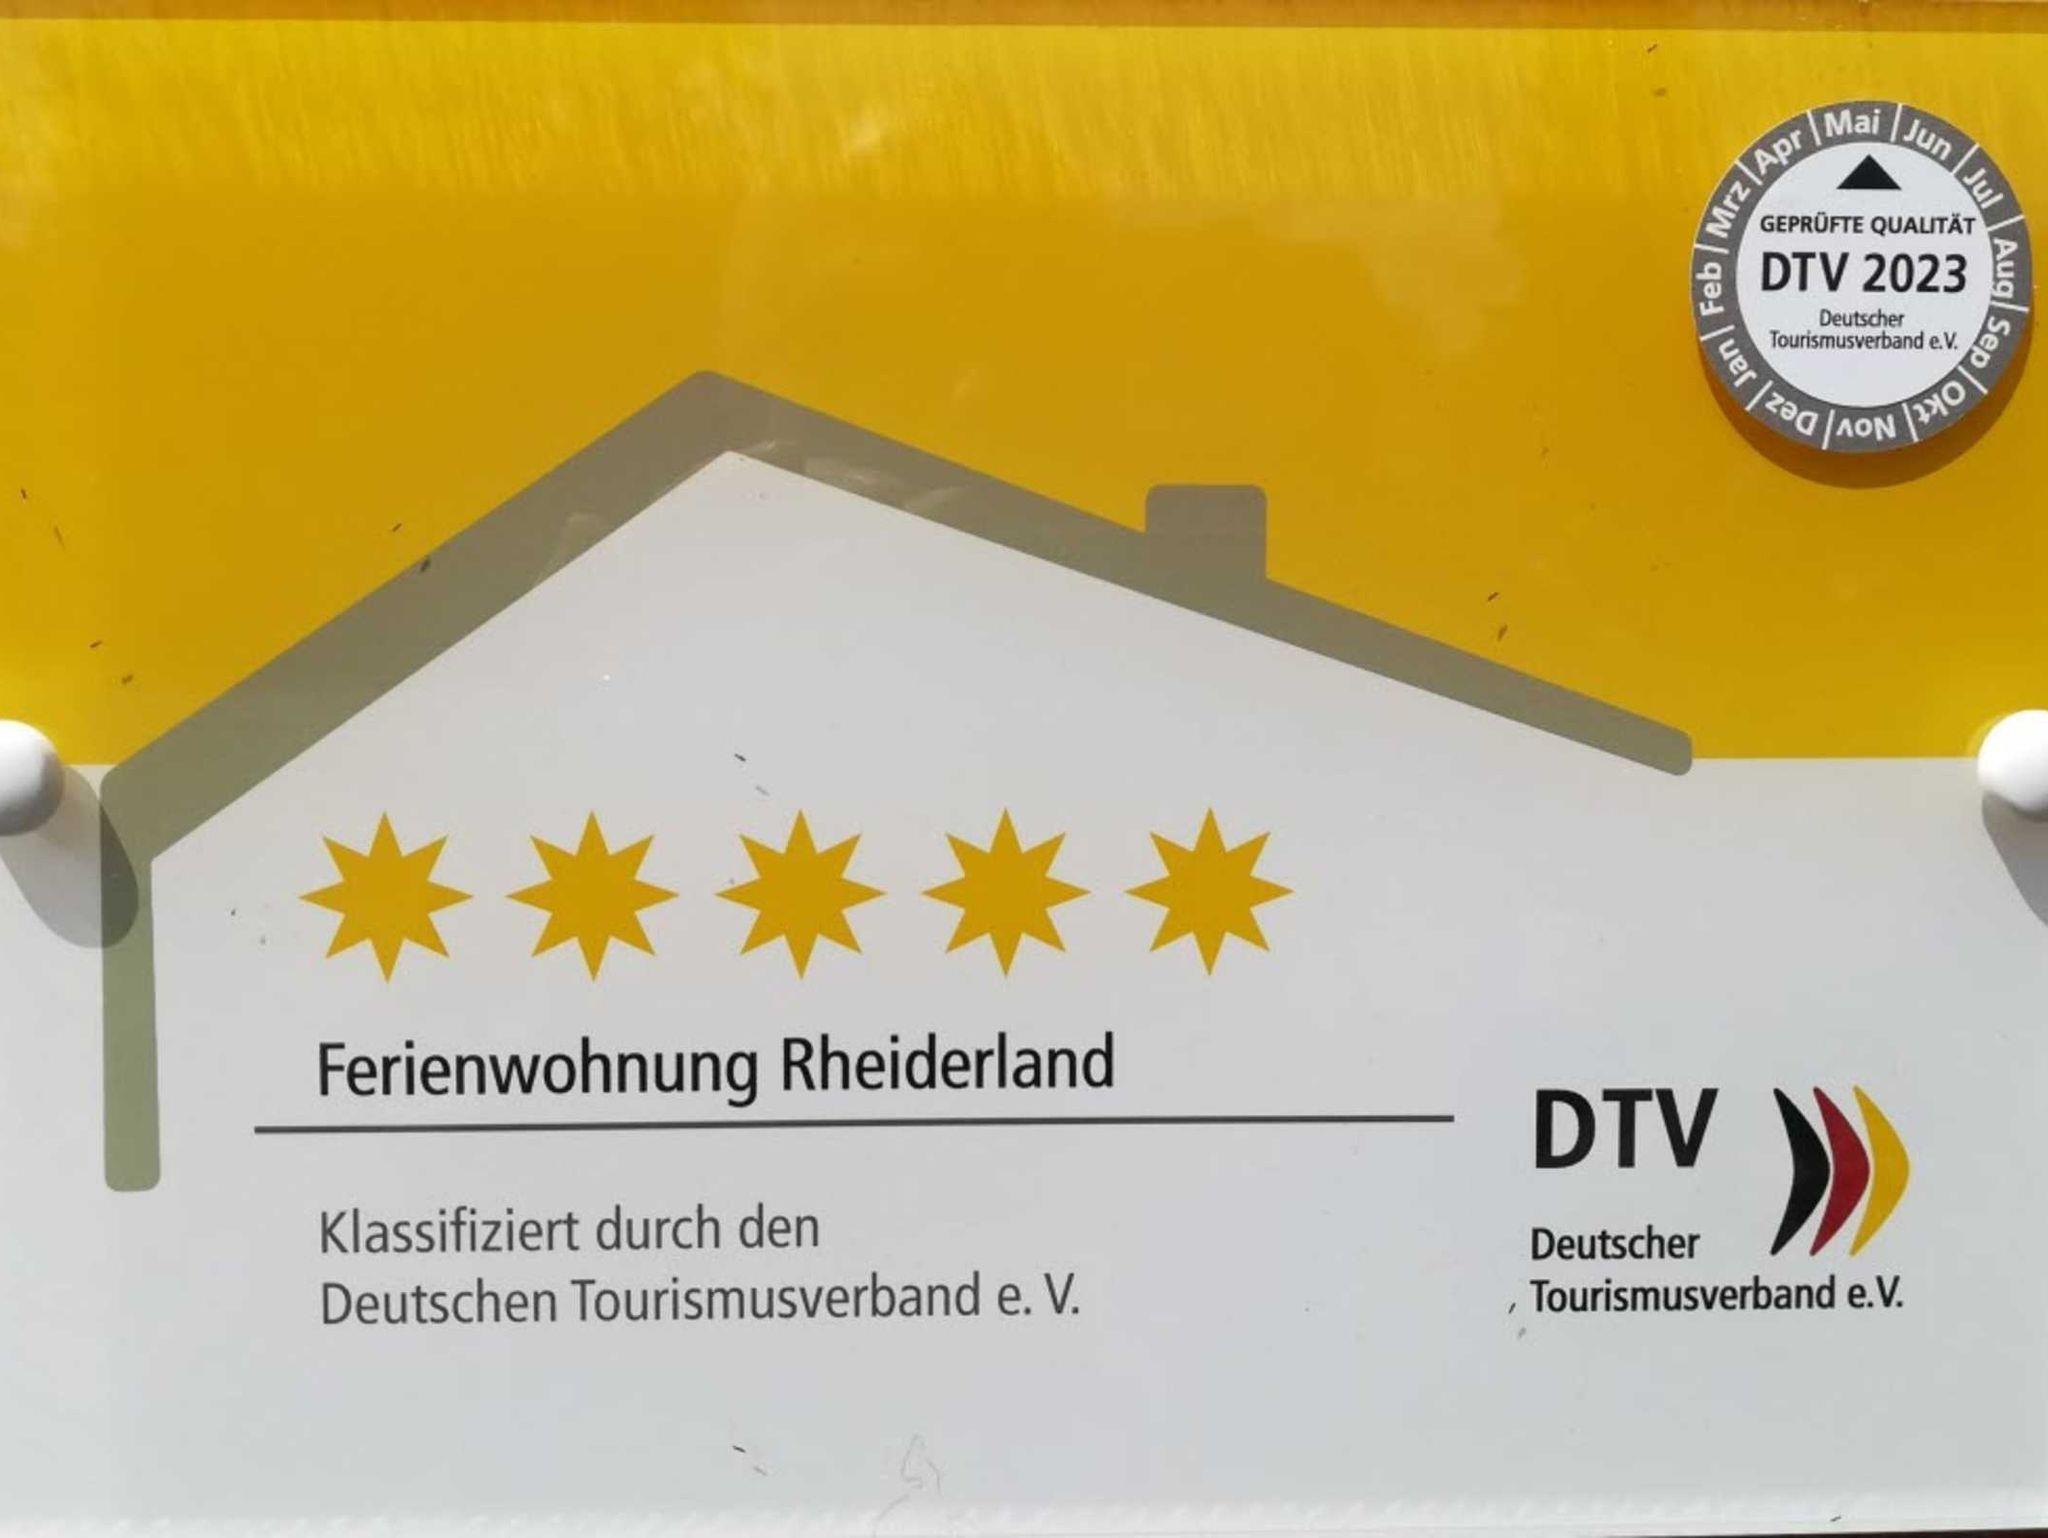 Jan Feb Mrz Apr Mai Jun Jul Aug Sep Okt Nov Dez
GEPRÜFTE QUALITÄT
DTV 2023
Deutscher
Tourismusverband e.V.
Ferienwohnung Rheiderland
Klassifiziert durch den
Deutschen Tourismusverband e. V.
DTV
Deutscher
Tourismusverband e.V.